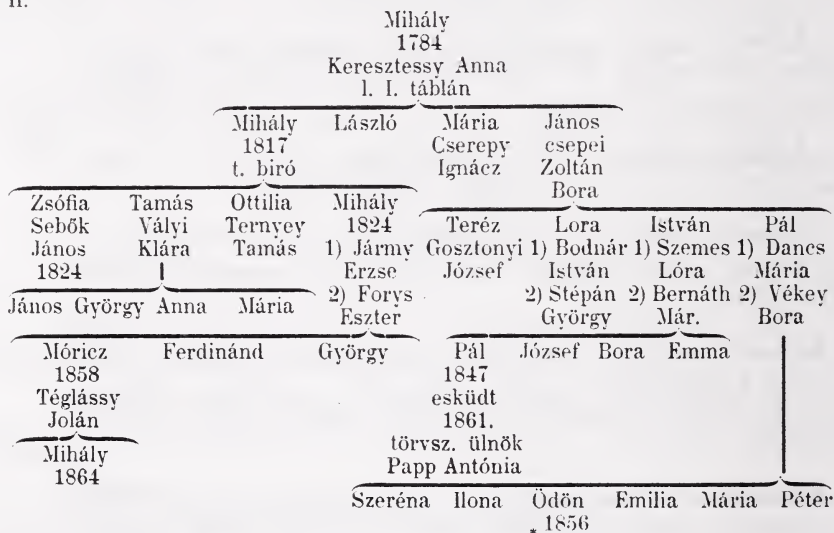 II.
Mihály
1784
Keresztessy Anna
l. I. táblán
Mihály László Mária János
1817 Cserepy csepei
t. biró Ignácz Zoltán
Bora
Zsófia Tamás Ottilia Mihály
Sebők Vályi Ternyey 1824
János Klára Tamás 1) Jármy
1824 Erzse
2) Forys
Eszter
Teréz Lora István Pál
Gosztonyi 1) Bodnár 1) Szemes 1) Dancs
József István Lóra Mária
2) Stépán 2) Bernáth 2) Vékey
György Már. Bora
János György Anna Mária
Móricz Ferdinánd György
1858
Téglássy
Jolán
Mihály
1864
Pál József Bora Emma
1847
esküdt
1861.
törvsz. ülnök
Papp Antónia
Szeréna Ilona Ödön Emilia Mária Péter
* 1856